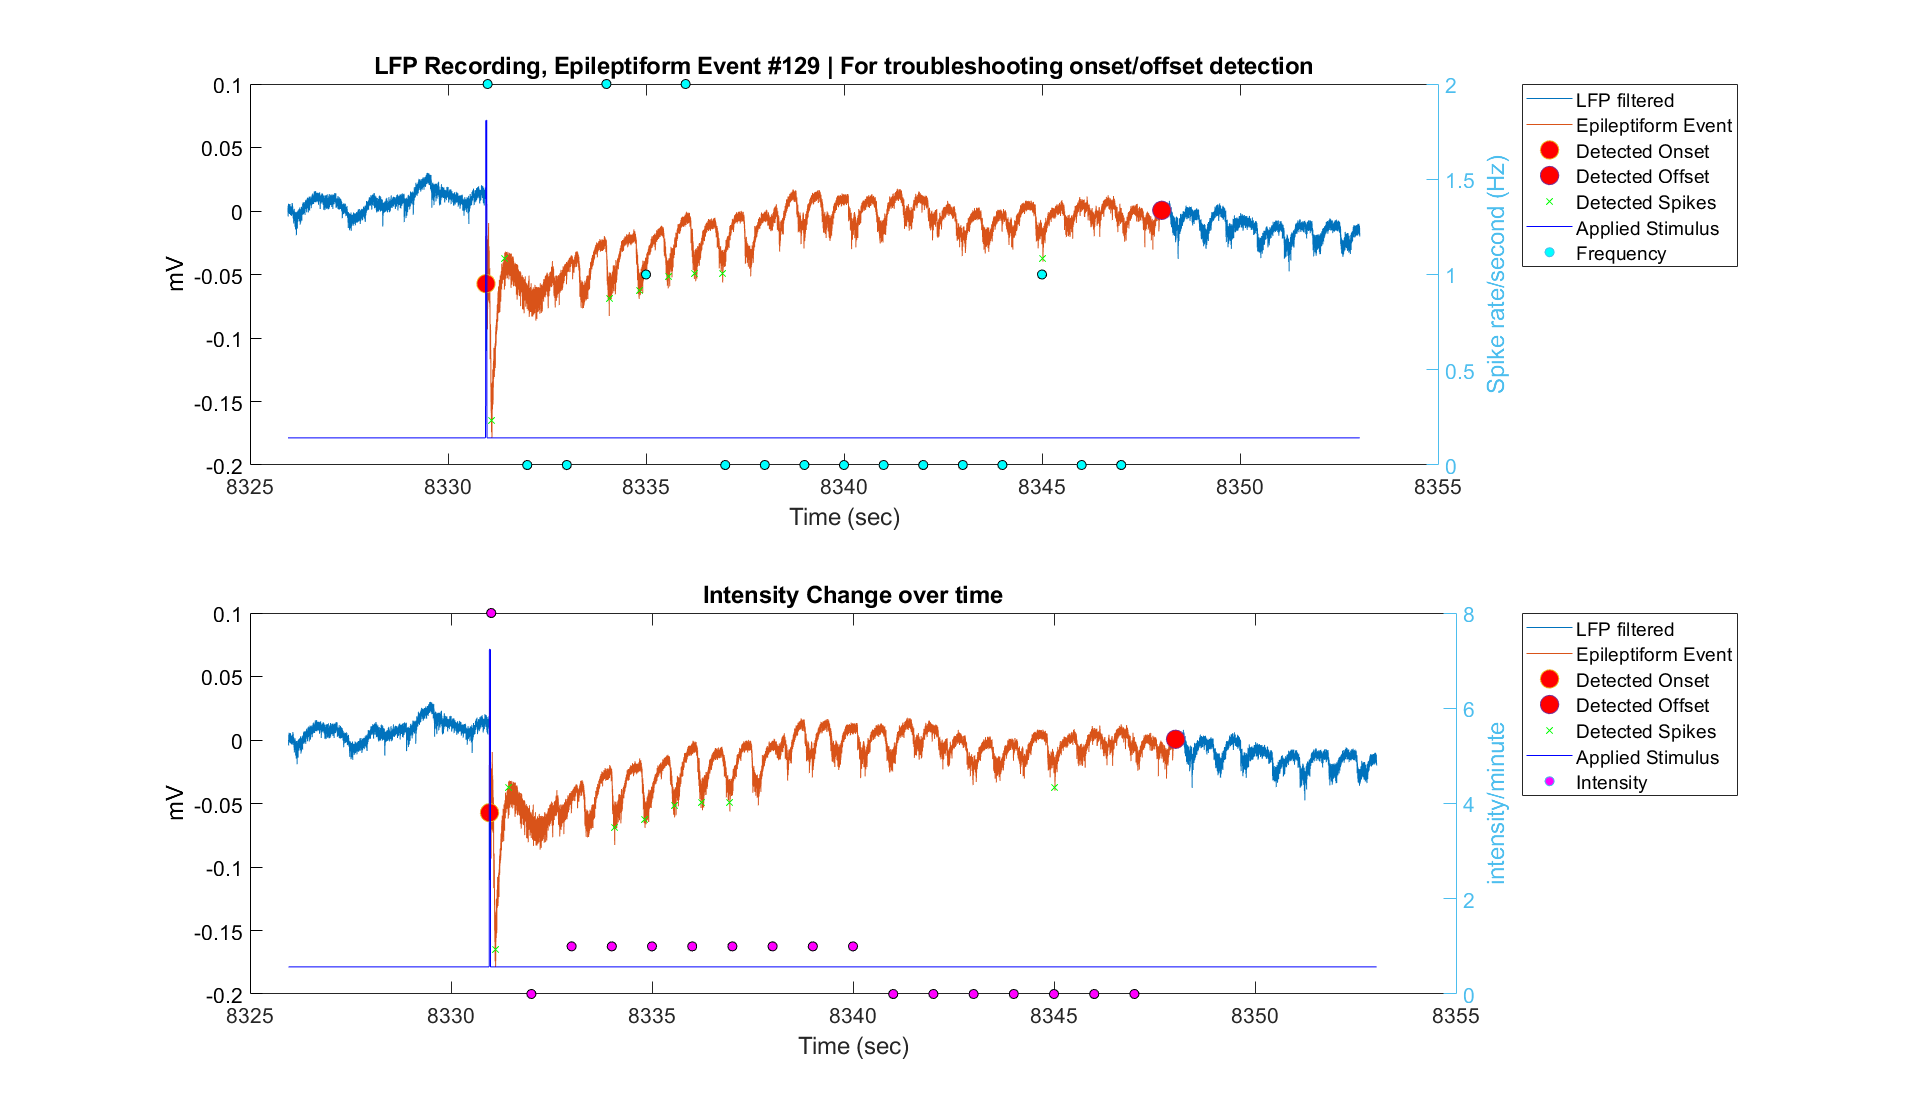 LFP Recording, Epileptiform Event #129 | For troubleshooting onset/offset detection
0.1
0.05
0
-0.05
-0.1
-0.15
-0.2
mV
8325
8330
8335
8340
8345
8350
8355
Time (sec)
2
1.5
1
0.5
0
Spike rate/second (Hz)
LFP filtered
Epileptiform Event
Detected Onset
Detected Offset
Detected Spikes
Applied Stimulus
Frequency
Intensity Change over time
0.1
0.05
0
-0.05
-0.1
-0.15
-0.2
mV
8325
8330
8335
8340
8345
8350
8355
Time (sec)
8
6
4
2
0
intensity/minute
LFP filtered
Epileptiform Event
Detected Onset
Detected Offset
Detected Spikes
Applied Stimulus
Intensity